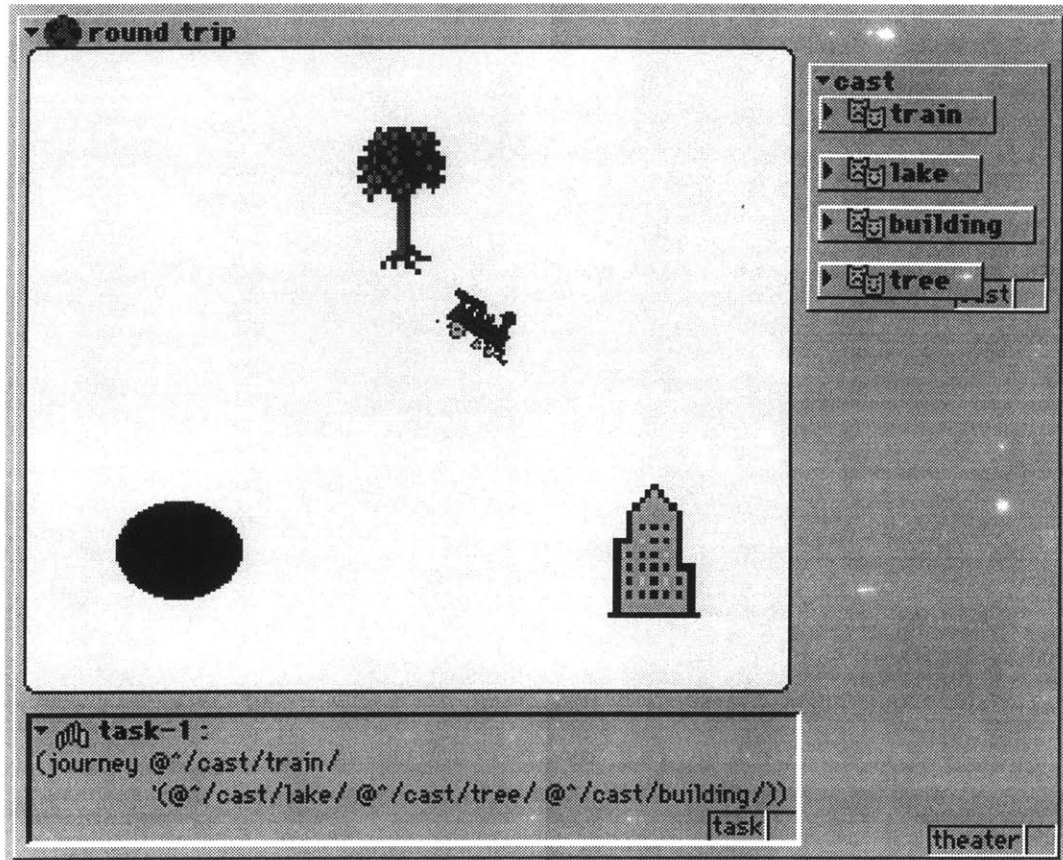 round trip
cast
train
lake
building
tree
task-1 :
(journey @^/cast/train/
'(@^/cast/lake/ @^/cast/tree/ @^/cast/building/))
task
theater